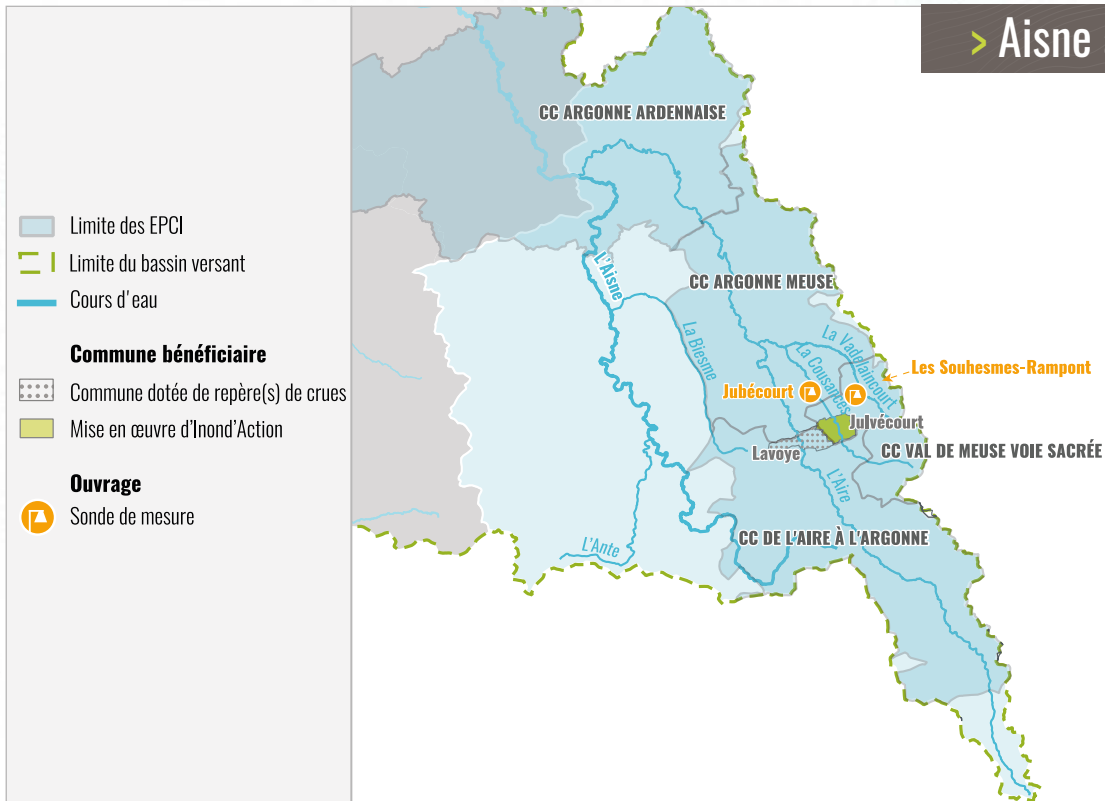 > Aisne
Limite des EPCI
Limite du bassin versant
Cours d'eau
Commune bénéficiaire
Commune dotée de repère(s) de crues
Mise en œuvre d'Inond'Action
Ouvrage
Sonde de mesure
CC ARGONNE ARDENNAISE
L'Aisne
CC ARGONNE MEUSE
La Biesme
La Vadelaincourt
La Cousances
Les Souhesmes-Rampont
Jubécourt
Julvécourt
Lavoye
CC VAL DE MEUSE VOIE SACRÉE
L'Aire
CC DE L'AIRE À L'ARGONNE
L'Ante